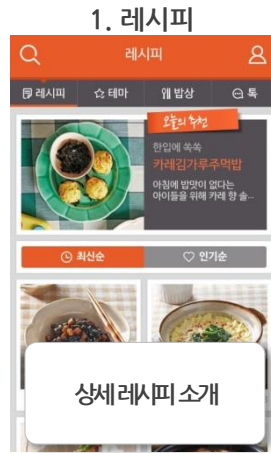 1. 레시피
레시피
레시피 테마 웹 밥상 톡
오늘의 추천
한입에 쏙쏙
카레김가루주먹밥
아침에 밥맛이 없다는
아이들을 위해 카레 향 솔...
최신순 인기순
상세 레시피 소개